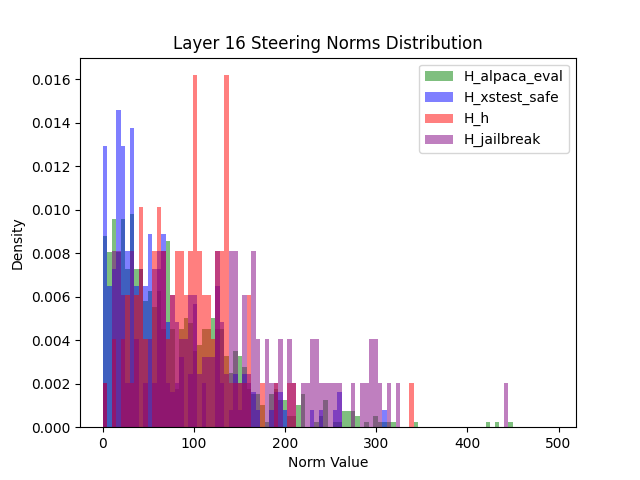 Layer 16 Steering Norms Distribution
H_alpaca_eval
H_xstest_safe
H_h
H_jailbreak
0.016
0.014
0.012
0.010
0.008
0.006
0.004
0.002
0.000
Density
0 100 200 300 400 500
Norm Value